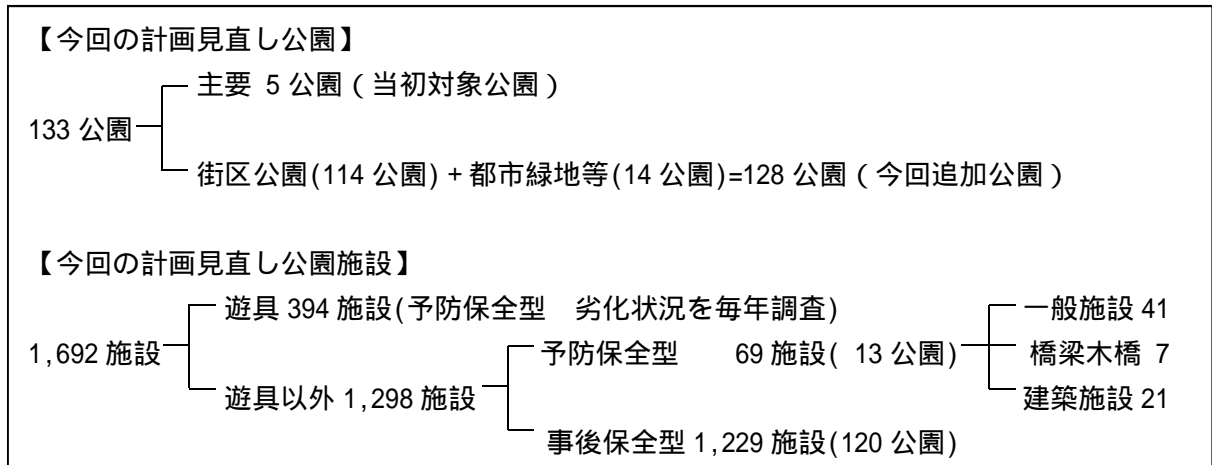 【今回の計画見直し公園】
主要 5 公園（当初対象公園）
133 公園
街区公園(114 公園) + 都市緑地等(14 公園)=128 公園（今回追加公園）
【今回の計画見直し公園施設】
遊具 394 施設(予防保全型 劣化状況を毎年調査) 一般施設 41
1,692 施設 予防保全型 69 施設( 13 公園) 橋梁木橋 7
遊具以外 1,298 施設 建築施設 21
事後保全型 1,229 施設(120 公園)